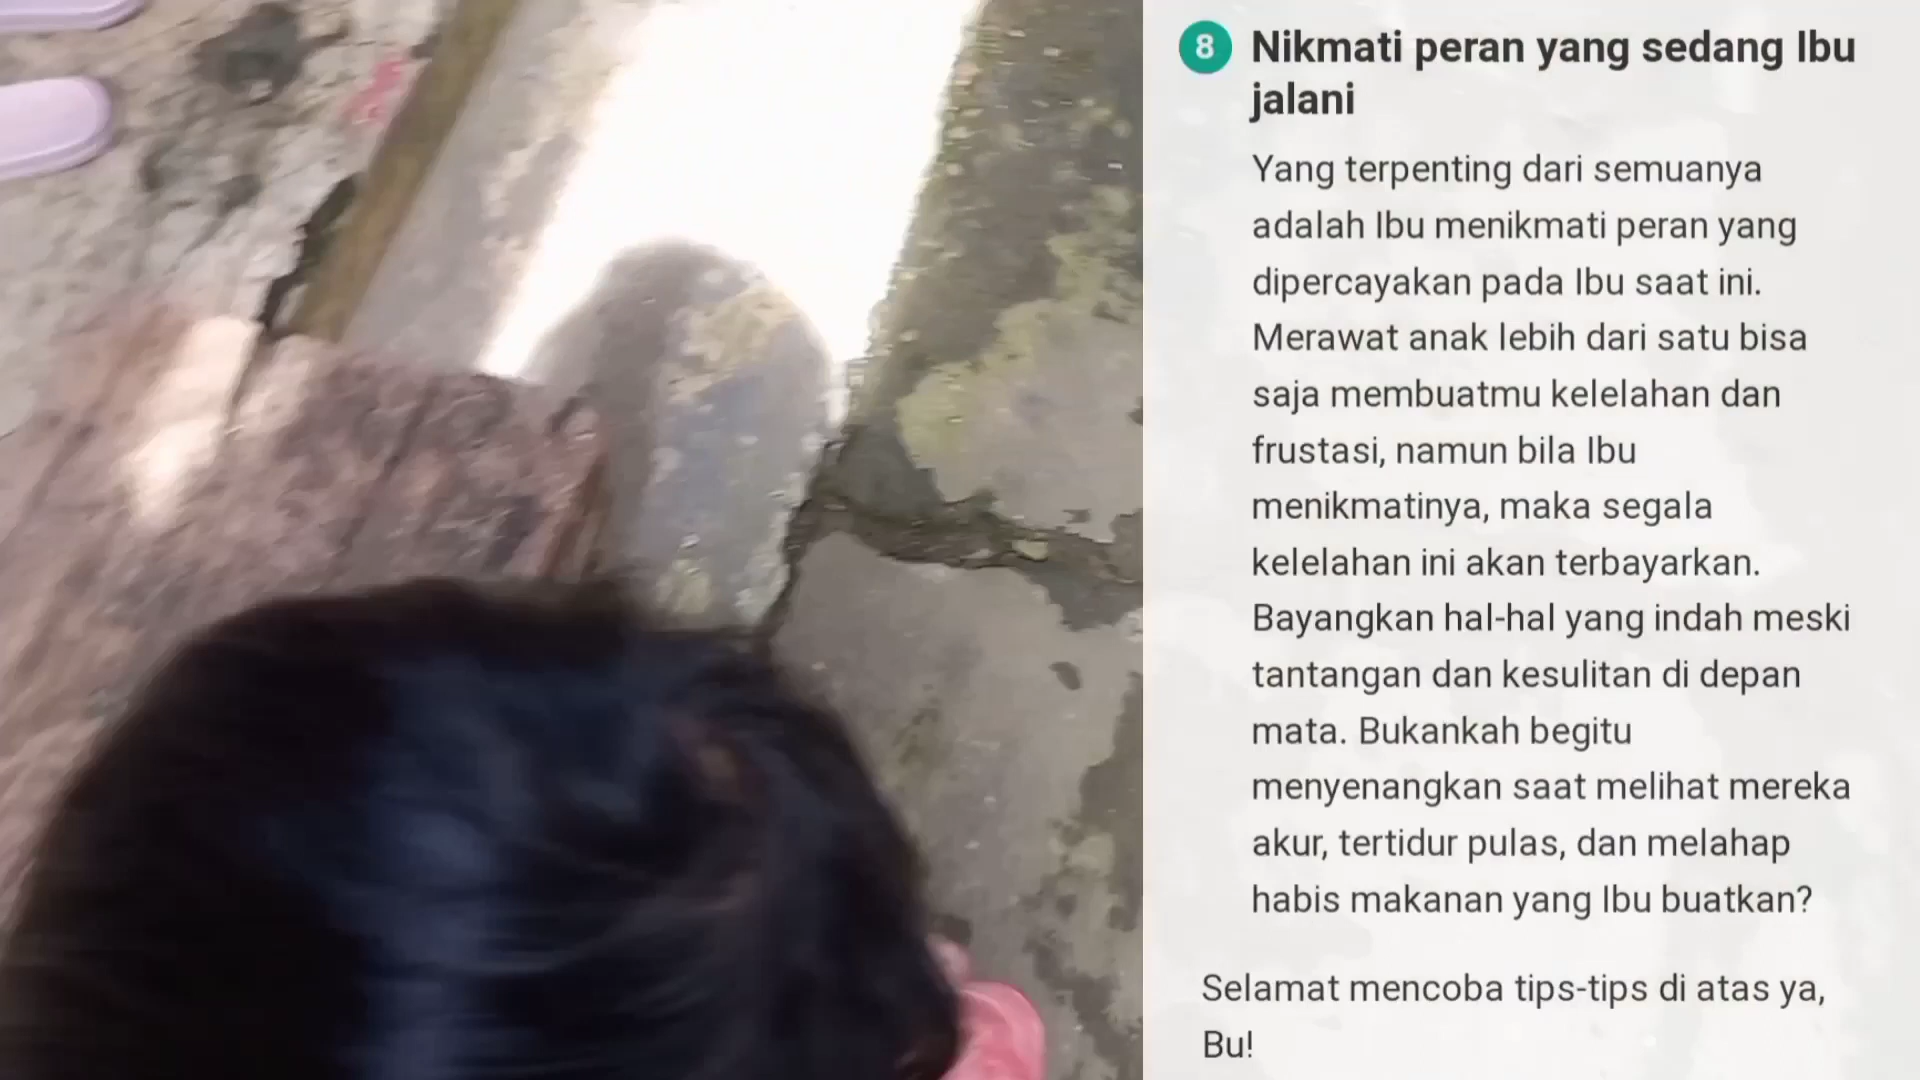 8 Nikmati peran yang sedang Ibu
jalani
Yang terpenting dari semuanya
adalah Ibu menikmati peran yang
dipercayakan pada Ibu saat ini.
Merawat anak lebih dari satu bisa
saja membuatmu kelelahan dan
frustasi, namun bila Ibu
menikmatinya, maka segala
kelelahan ini akan terbayarkan.
Bayangkan hal-hal yang indah meski
tantangan dan kesulitan di depan
mata. Bukankah begitu
menyenangkan saat melihat mereka
akur, tertidur pulas, dan melahap
habis makanan yang Ibu buatkan?
Selamat mencoba tips-tips di atas ya,
Bu!